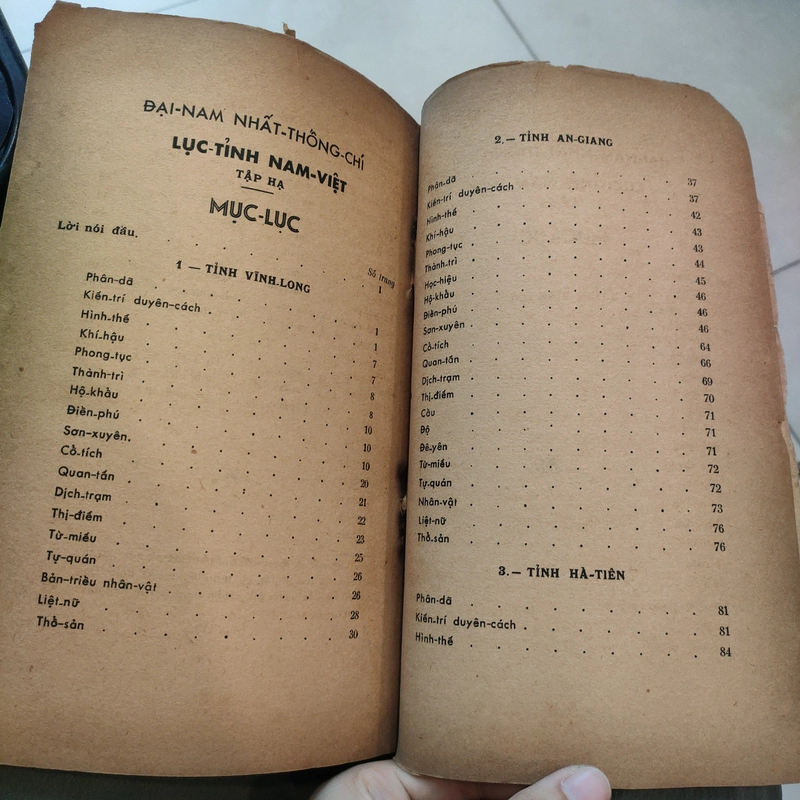 ĐẠI-NAM NHẤT-THỐNG-CHÍ
LỤC-TỈNH NAM-VIỆT
TẬP HẠ
MỤC-LỤC
Số trang
Lời nói đầu. 1
1 — TỈNH VĨNH-LONG
Phân-dã 1
Kiến-trí duyên-cách 1
Hình-thế 7
Khí-hậu 7
Phong-tục 8
Thành-trì 8
Hộ-khẩu 10
Điền-phú 10
Sơn-xuyên. 10
Cổ-tích 20
Quan-tấn 21
Dịch-trạm 22
Thị-điếm 23
Từ-miếu 25
Tự-quán 26
Bản-triều nhân-vật 26
Liệt-nữ 28
Thổ-sản 30
2. — TỈNH AN-GIANG
Phân-dã 37
Kiến-trí duyên-cách 37
Hình-thế 42
Khí-hậu 43
Phong-tục 43
Thành-trì 44
Học-hiệu 45
Hộ-khẩu 46
Điền-phú 46
Sơn-xuyên 46
Cổ-tích 64
Quan-tấn 66
Dịch-trạm 69
Thị-điếm 70
Cầu 71
Độ 71
Đê-yên 71
Từ-miếu 72
Tự-quán 72
Nhân-vật 73
Liệt-nữ 76
Thổ-sản 76
3. — TỈNH HÀ-TIÊN
Phân-dã 81
Kiến-trí duyên-cách 81
Hình-thế 84